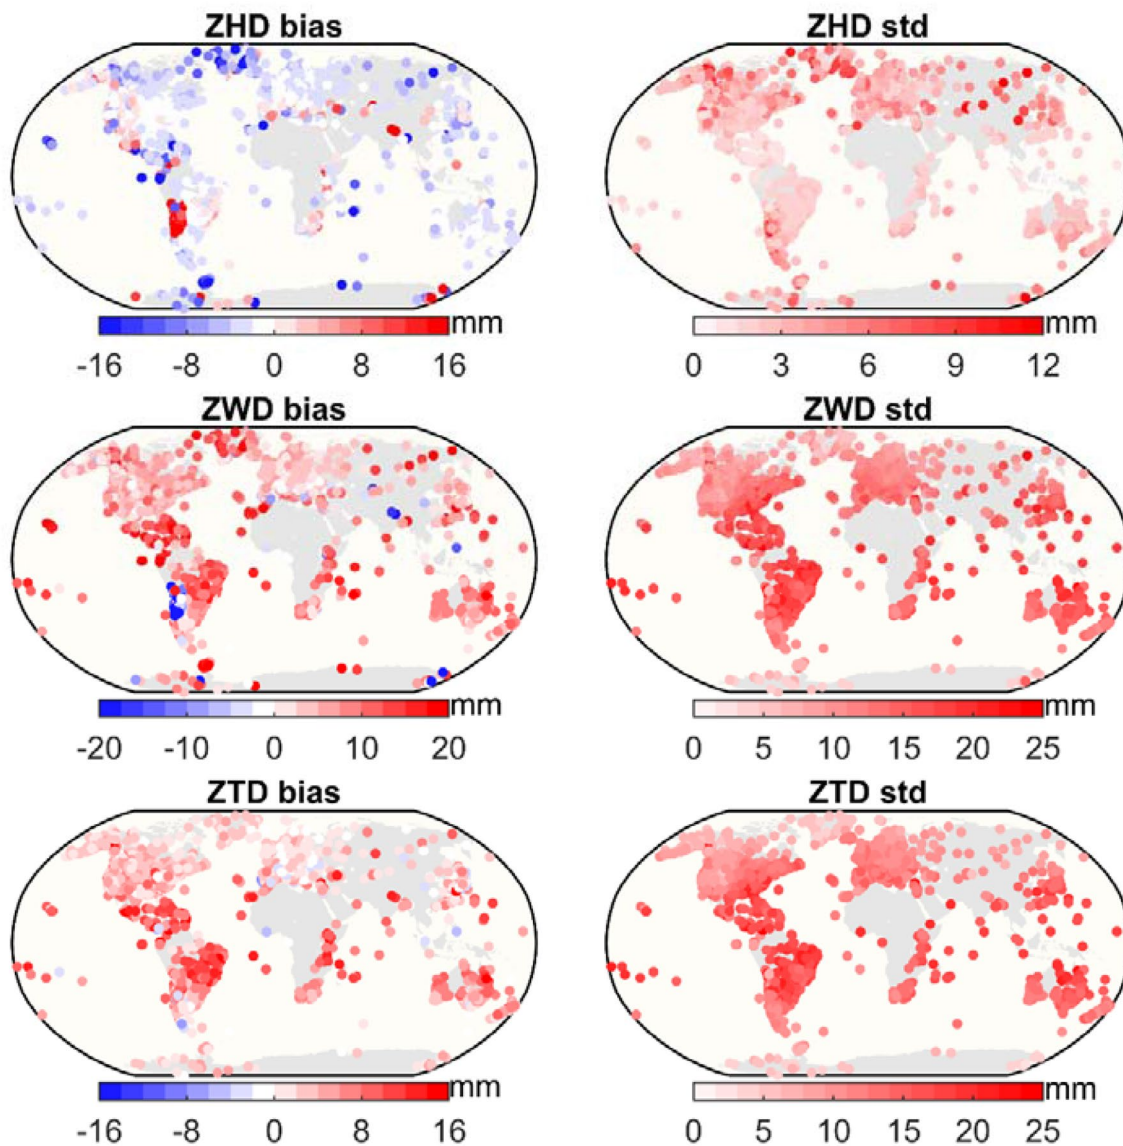 ZHD bias
ZHD std
mm
-16 -8 0 8 16
mm
0 3 6 9 12
ZWD bias
ZWD std
mm
-20 -10 0 10 20
mm
0 5 10 15 20 25
ZTD bias
ZTD std
mm
-16 -8 0 8 16
mm
0 5 10 15 20 25